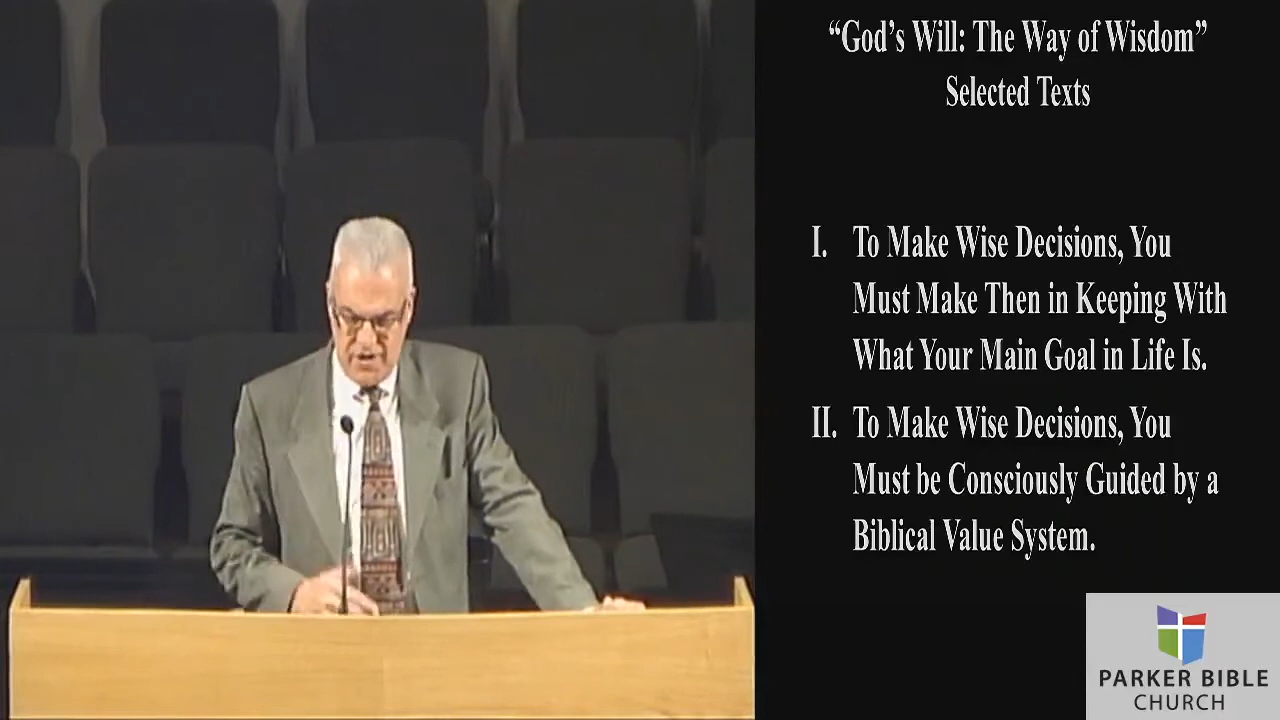 “God’s Will: The Way of Wisdom”
Selected Texts
I. To Make Wise Decisions, You
Must Make Then in Keeping With
What Your Main Goal in Life Is.
II. To Make Wise Decisions, You
Must be Consciously Guided by a
Biblical Value System.
PARKER BIBLE
CHURCH